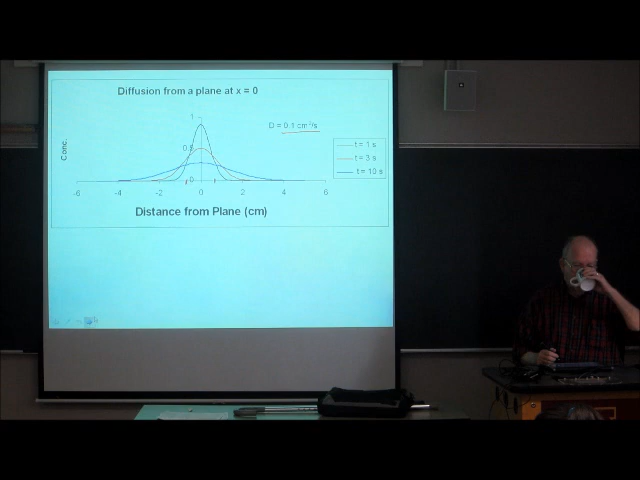 Diffusion from a plane at x = 0
1
D = 0.1 cm²/s
Conc.
0.5
t = 1 s
t = 3 s
t = 10 s
0
-6 -4 -2 0 2 4 6
Distance from Plane (cm)